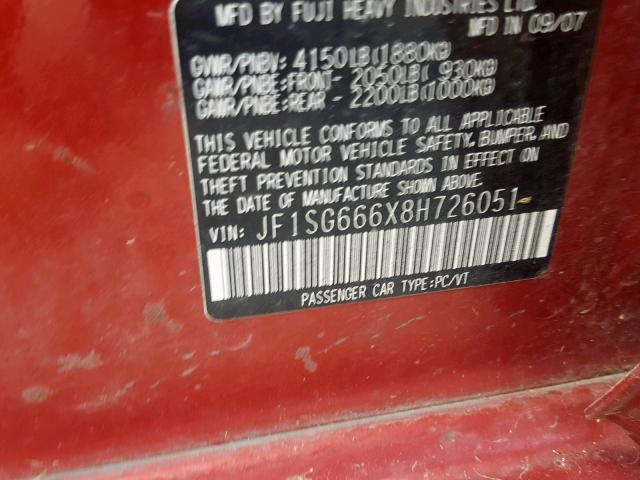 MFD BY FUJI HEAVY INDUSTRIES LTD.
MFD IN 09/07
GVWR/PNBV: 4150LB(1880KG)
GAWR/PNBE:FRONT- 2050LB( 930KG)
GAWR/PNBE:REAR - 2200LB(1000KG)
THIS VEHICLE CONFORMS TO ALL APPLICABLE
FEDERAL MOTOR VEHICLE SAFETY, BUMPER, AND
THEFT PREVENTION STANDARDS IN EFFECT ON
THE DATE OF MANUFACTURE SHOWN ABOVE.
VIN: JF1SG666X8H726051
PASSENGER CAR TYPE:PC/VT